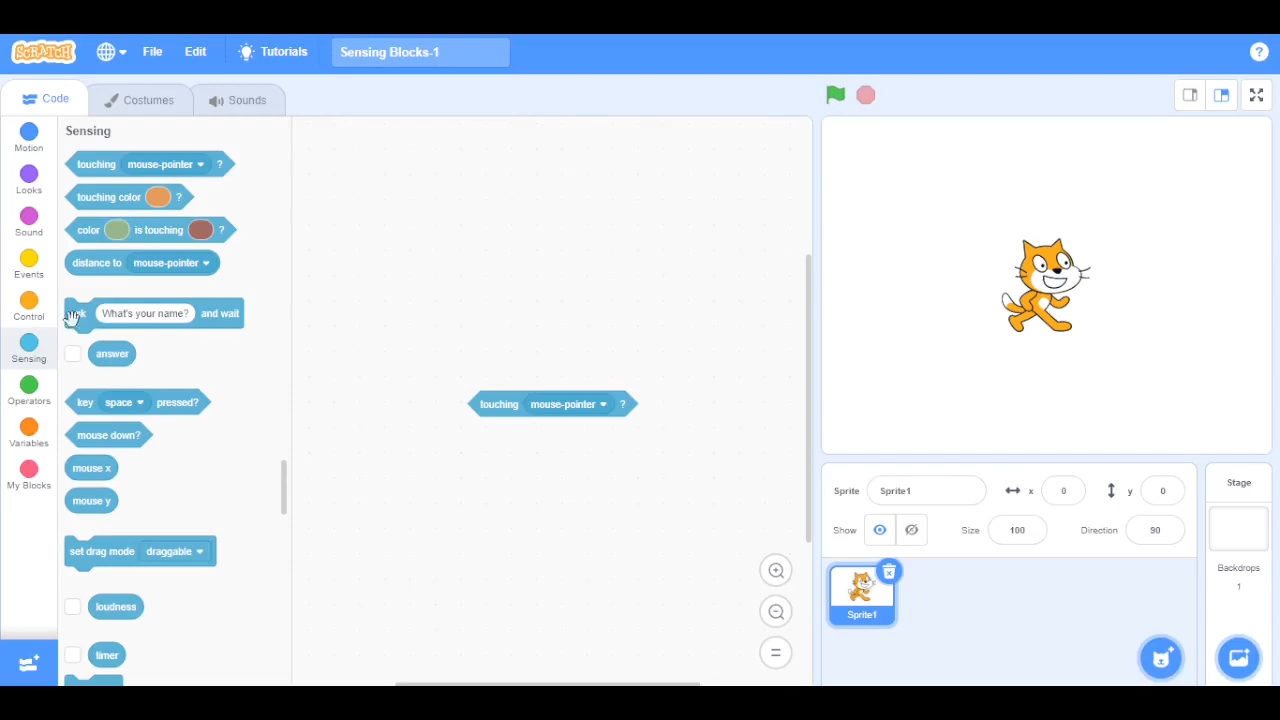 SCRATCH File Edit Tutorials Sensing Blocks-1 ?
Code Costumes Sounds
Motion
Looks
Sound
Events
Control
Sensing
Operators
Variables
My Blocks
Sensing
touching mouse-pointer ?
touching color ?
color is touching ?
distance to mouse-pointer
What's your name? and wait
answer
key space pressed?
mouse down?
mouse x
mouse y
set drag mode draggable
loudness
timer
touching mouse-pointer ?
Sprite Sprite1 x 0 y 0
Show Size 100 Direction 90
Sprite1
Stage
Backdrops
1